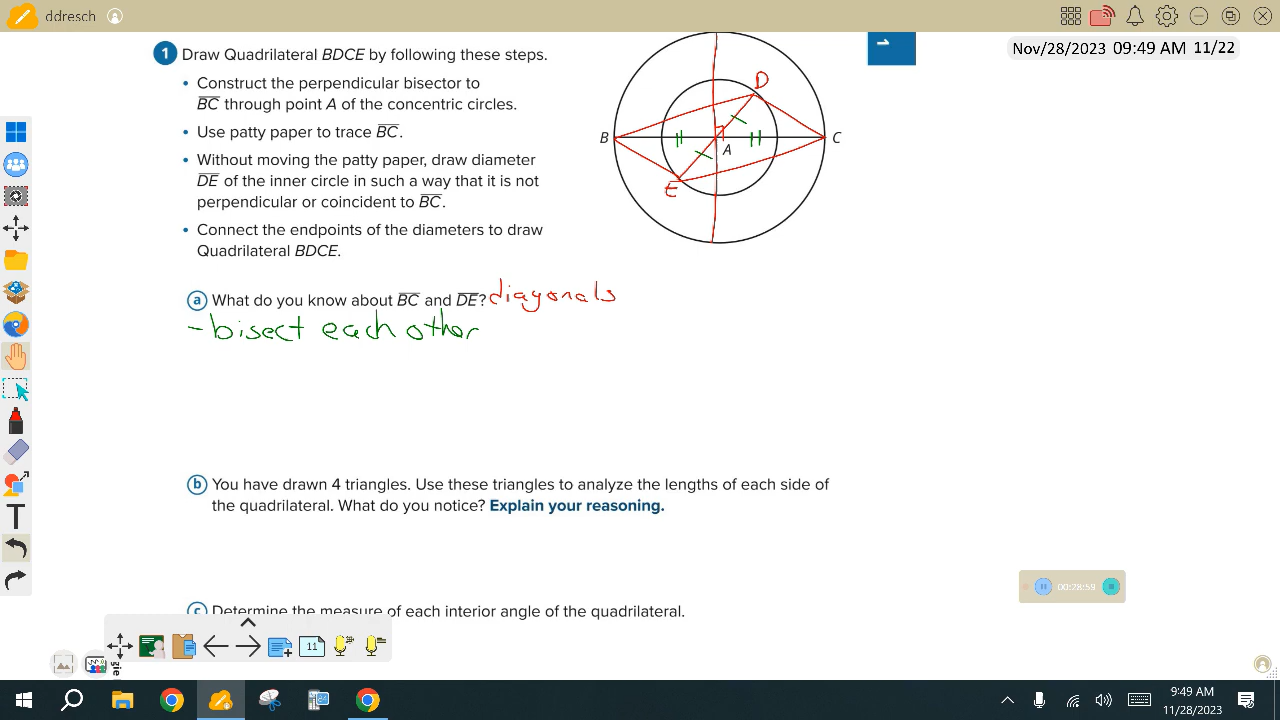 ddresch
Nov/28/2023 09:49 AM 11/22
1
1 Draw Quadrilateral BDCE by following these steps.
• Construct the perpendicular bisector to
BC through point A of the concentric circles.
• Use patty paper to trace BC.
• Without moving the patty paper, draw diameter
DE of the inner circle in such a way that it is not
perpendicular or coincident to BC.
• Connect the endpoints of the diameters to draw
Quadrilateral BDCE.
D
B
C
A
E
a What do you know about BC and DE? diagonals
- bisect each other
b You have drawn 4 triangles. Use these triangles to analyze the lengths of each side of
the quadrilateral. What do you notice? Explain your reasoning.
00:28:59
c Determine the measure of each interior angle of the quadrilateral.
11
9:49 AM
11/28/2023